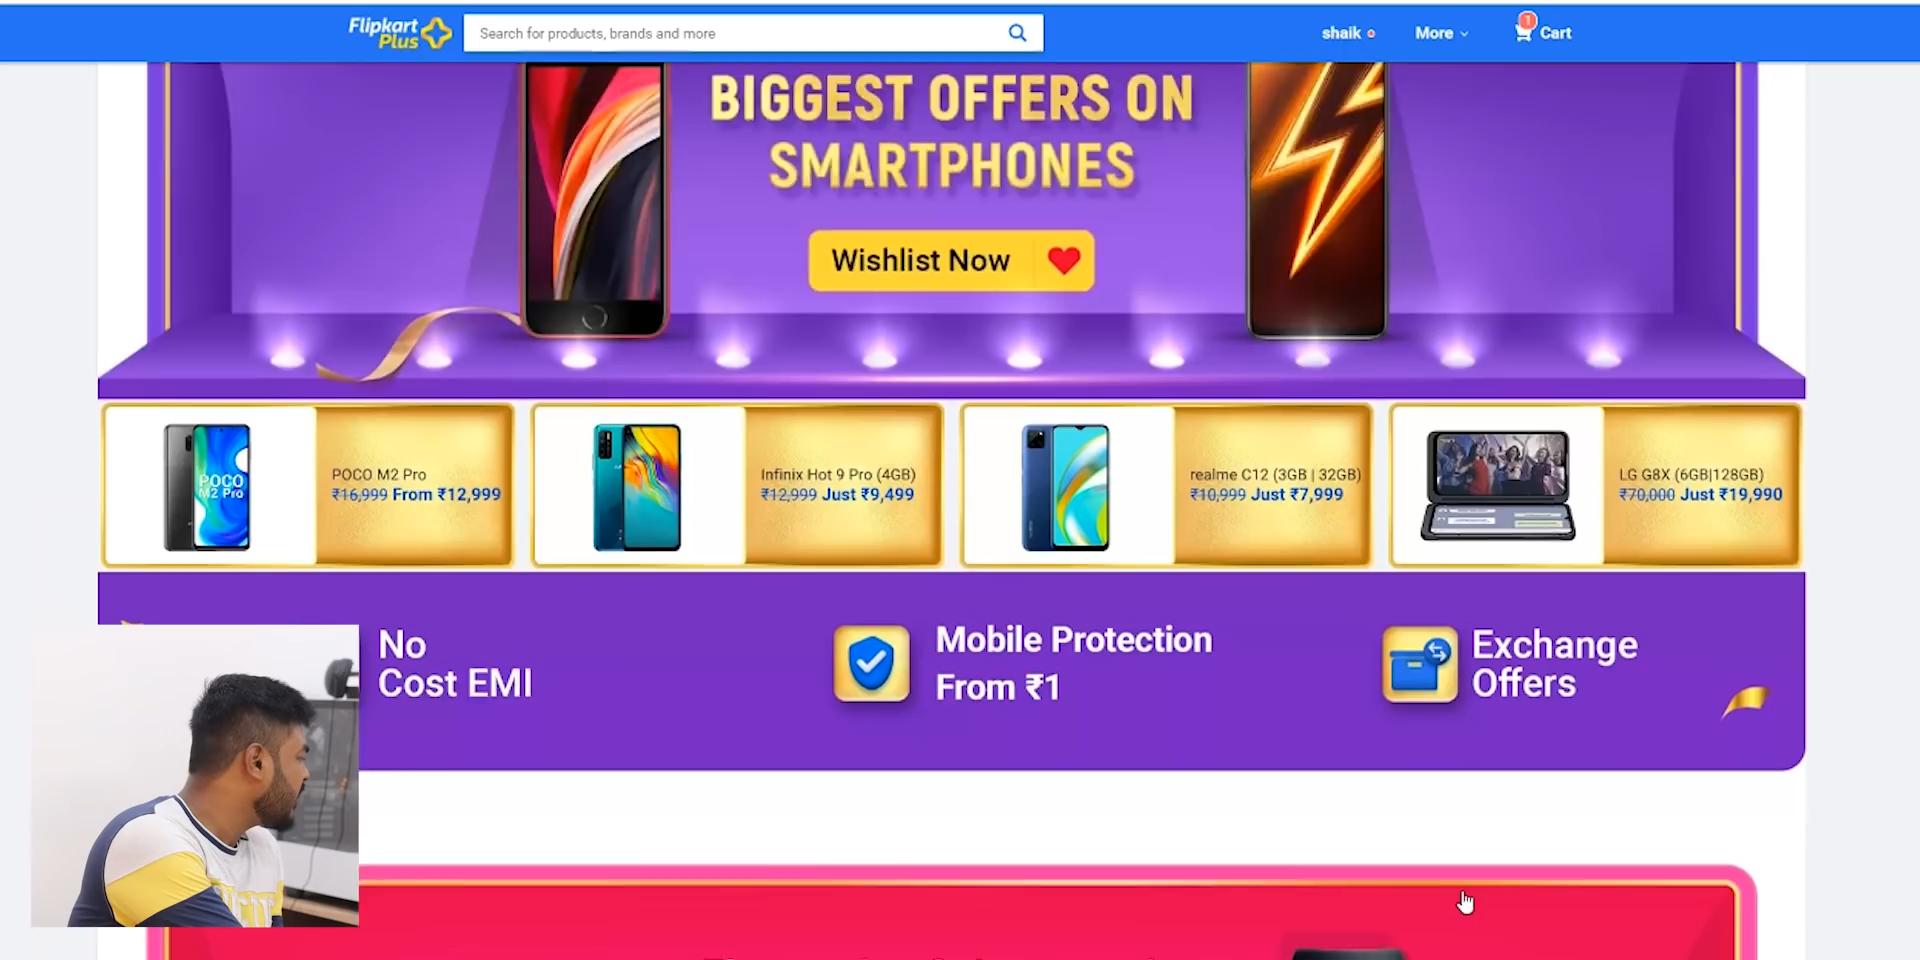 Flipkart
Plus
Search for products, brands and more
shaik
More
1
Cart
BIGGEST OFFERS ON
SMARTPHONES
Wishlist Now
POCO
M2 Pro
POCO M2 Pro
₹16,999 From ₹12,999
Infinix Hot 9 Pro (4GB)
₹12,999 Just ₹9,499
realme C12 (3GB | 32GB)
₹10,999 Just ₹7,999
LG G8X (6GB|128GB)
₹70,000 Just ₹19,990
No
Cost EMI
Mobile Protection
From ₹1
Exchange
Offers